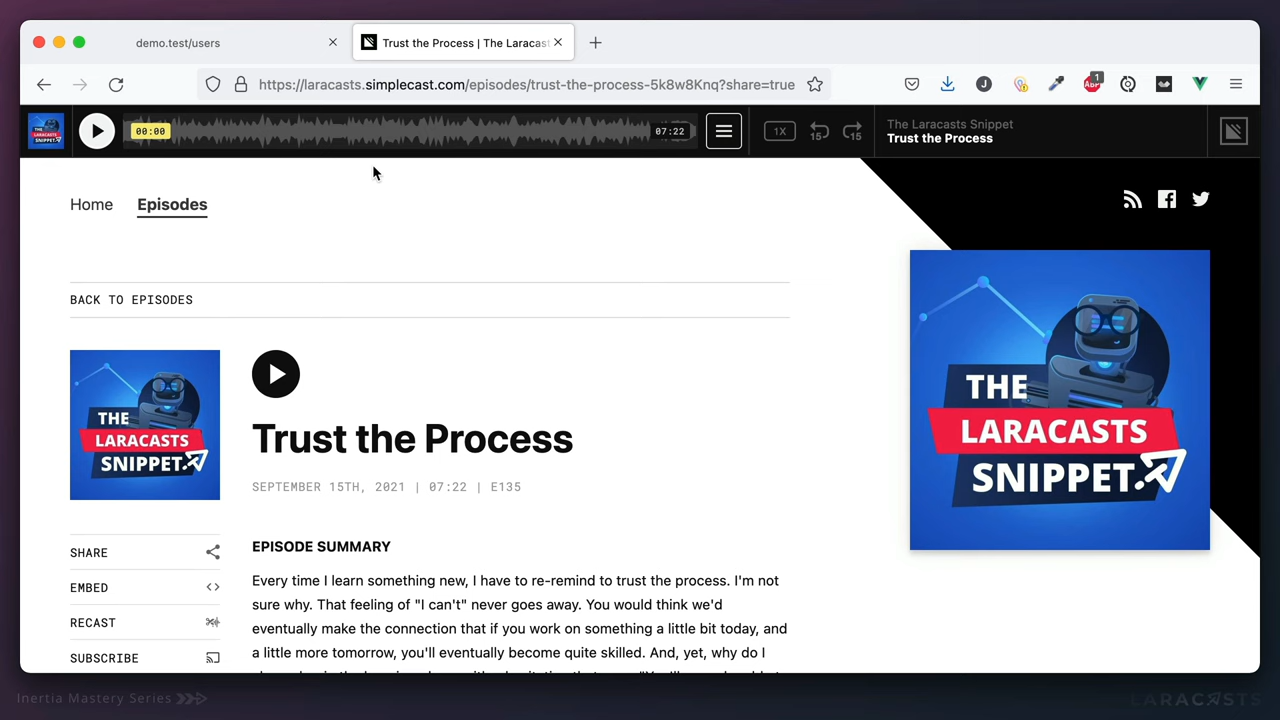 demo.test/users
Trust the Process | The Laracast
https://laracasts.simplecast.com/episodes/trust-the-process-5k8w8Knq?share=true
1
00:00
07:22
1X
15
15
The Laracasts Snippet
Trust the Process
Home
Episodes
BACK TO EPISODES
THE
LARACASTS
SNIPPET.
Trust the Process
SEPTEMBER 15TH, 2021 | 07:22 | E135
SHARE
EMBED
RECAST
SUBSCRIBE
EPISODE SUMMARY
Every time I learn something new, I have to re-remind to trust the process. I'm not
sure why. That feeling of "I can't" never goes away. You would think we'd
eventually make the connection that if you work on something a little bit today, and
a little more tomorrow, you'll eventually become quite skilled. And, yet, why do I
THE
LARACASTS
SNIPPET.
Inertia Mastery Series
LARACASTS